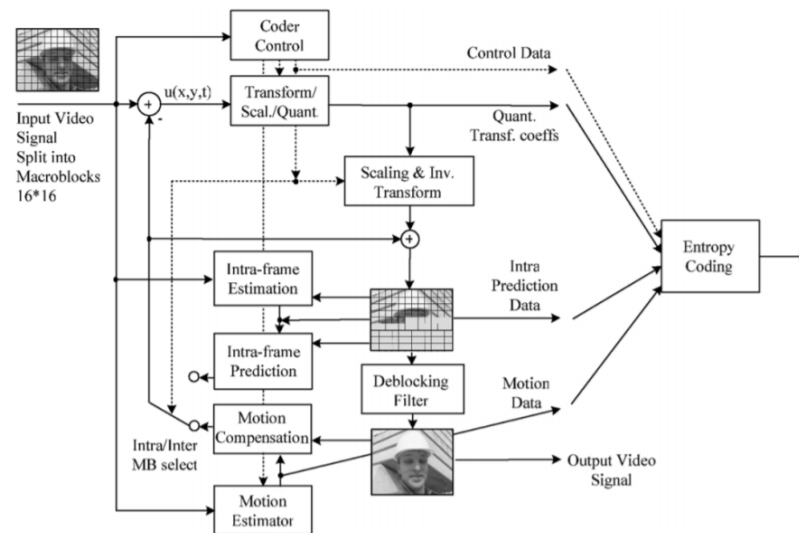 Coder
Control
Control Data
u(x,y,t)
Transform/
Scal./Quant.
+
-
Input Video
Signal
Split into
Macroblocks
16*16
Quant.
Transf. coeffs
Scaling & Inv.
Transform
+
Entropy
Coding
Intra-frame
Estimation
Intra
Prediction
Data
Intra-frame
Prediction
Deblocking
Filter
Motion
Data
Motion
Compensation
Intra/Inter
MB select
Output Video
Signal
Motion
Estimator